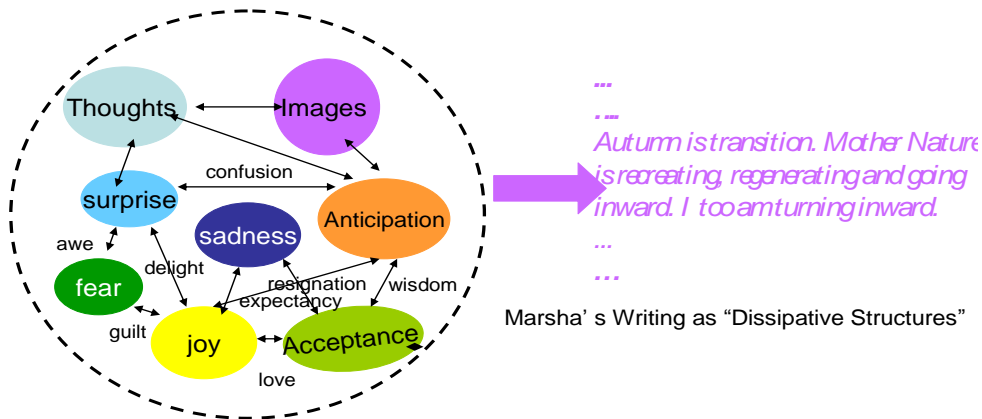 Thoughts
Images
confusion
surprise
Anticipation
sadness
awe
delight
resignation
wisdom
fear
expectancy
guilt
joy
Acceptance
love
...
. ...
Autumn is transition. Mother Nature
is recreating, regenerating and going
inward. I too am turning inward.
...
...
Marsha’ s Writing as “Dissipative Structures”